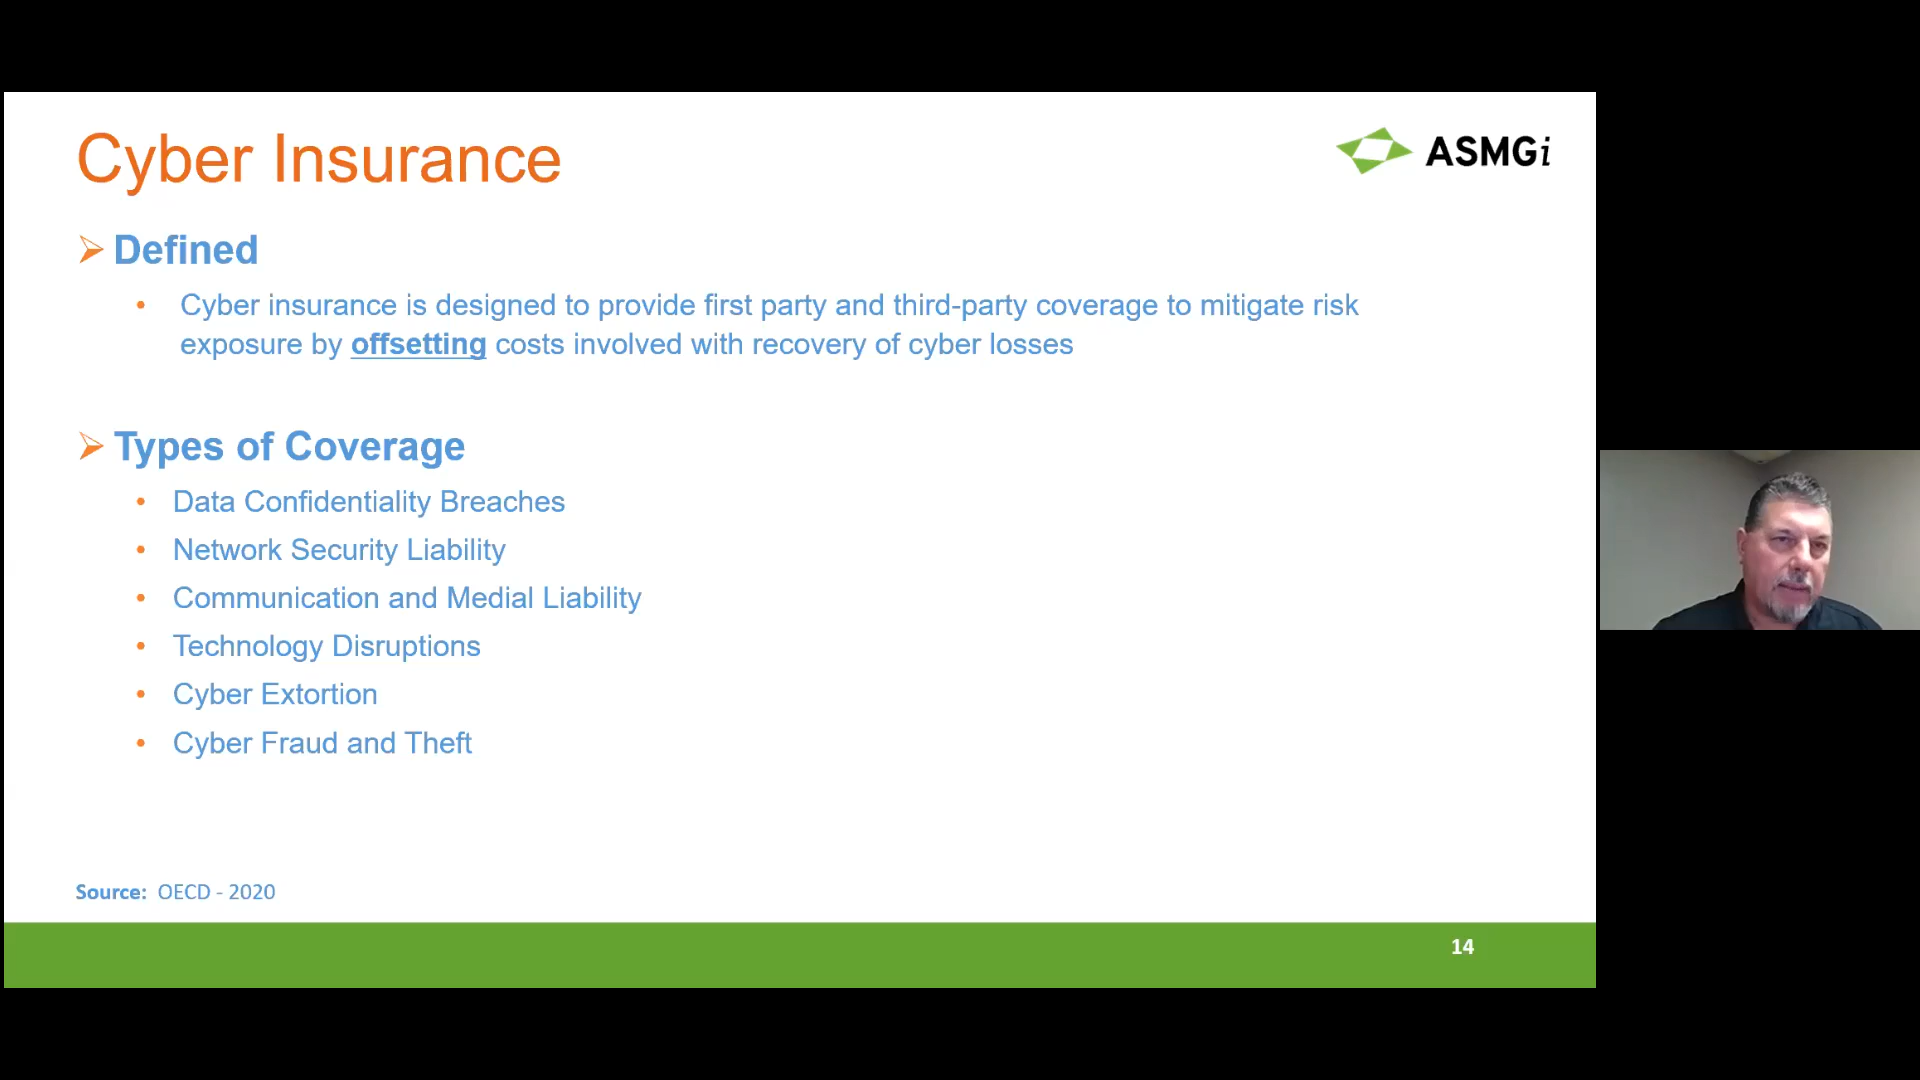 Cyber Insurance
ASMGi
Defined
Cyber insurance is designed to provide first party and third-party coverage to mitigate risk
exposure by offsetting costs involved with recovery of cyber losses
Types of Coverage
Data Confidentiality Breaches
Network Security Liability
Communication and Medial Liability
Technology Disruptions
Cyber Extortion
Cyber Fraud and Theft
Source: OECD - 2020
14